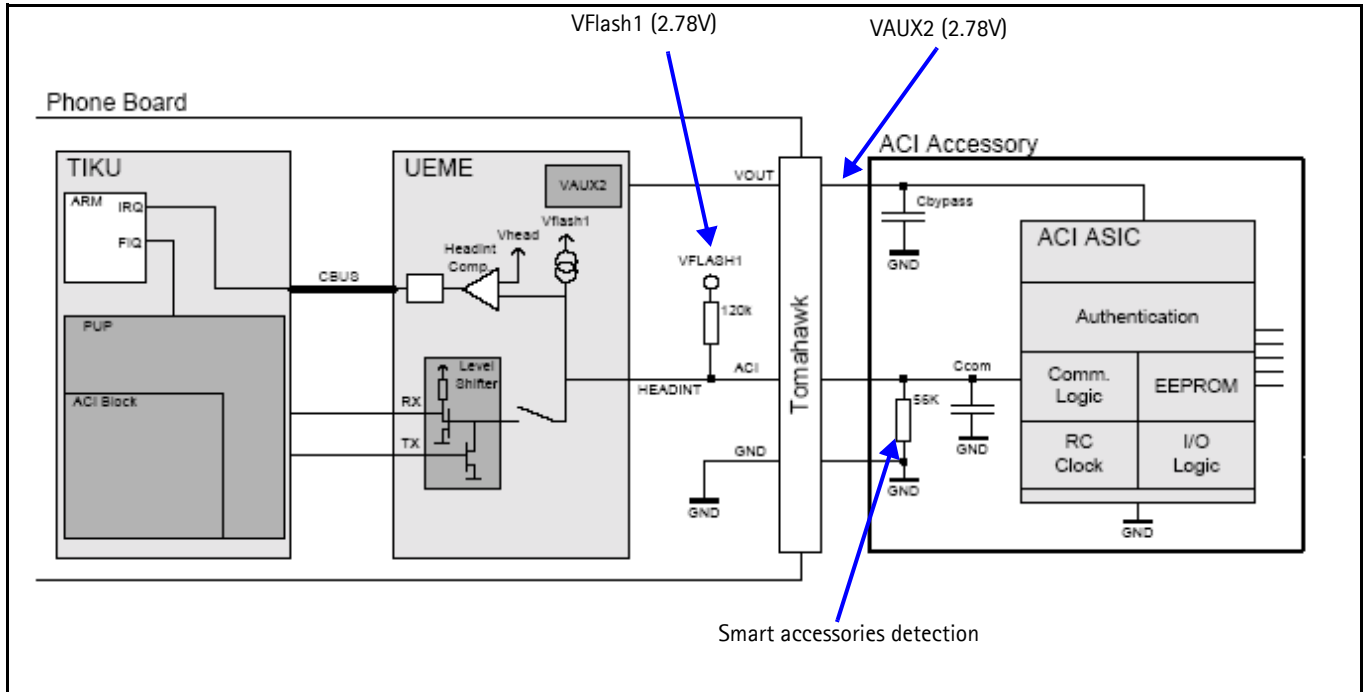 VFlash1 (2.78V)
VAUX2 (2.78V)
Phone Board
ACI Accessory
TIKU
UEME
VAUX2
VOUT
ARM
IRQ
FIQ
Vflash1
Vhead
HeadInt
Comp.
CBUS
VFLASH1
120k
Cbypass
GND
ACI ASIC
Authentication
PUP
ACI Block
Level
Shifter
RX
TX
HEADINT
ACI
Tomahawk
Ccom
56K
GND
Comm.
Logic
EEPROM
RC
Clock
I/O
Logic
GND
GND
GND
GND
Smart accessories detection